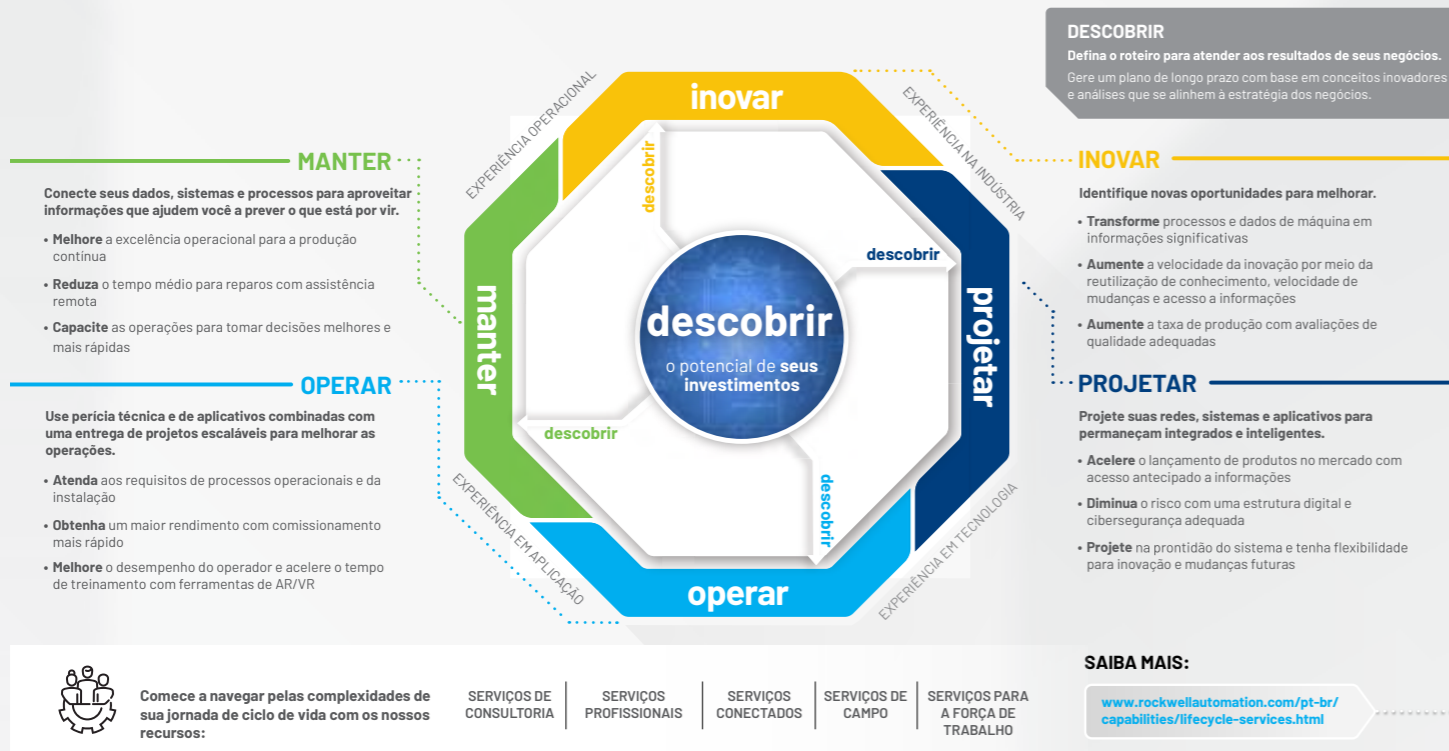 DESCOBRIR
Defina o roteiro para atender aos resultados de seus negócios.
Gere um plano de longo prazo com base em conceitos inovadores
e análises que se alinhem à estratégia dos negócios.
MANTER
Conecte seus dados, sistemas e processos para aproveitar
informações que ajudem você a prever o que está por vir.
• Melhore a excelência operacional para a produção
contínua
• Reduza o tempo médio para reparos com assistência
remota
• Capacite as operações para tomar decisões melhores e
mais rápidas
OPERAR
Use perícia técnica e de aplicativos combinadas com
uma entrega de projetos escaláveis para melhorar as
operações.
• Atenda aos requisitos de processos operacionais e da
instalação
• Obtenha um maior rendimento com comissionamento
mais rápido
• Melhore o desempenho do operador e acelere o tempo
de treinamento com ferramentas de AR/VR
EXPERIÊNCIA OPERACIONAL
inovar
EXPERIÊNCIA NA INDÚSTRIA
descobrir
descobrir
manter
descobrir
o potencial de seus
investimentos
projetar
descobrir
descobrir
EXPERIÊNCIA EM APLICAÇÃO
operar
EXPERIÊNCIA EM TECNOLOGIA
INOVAR
Identifique novas oportunidades para melhorar.
• Transforme processos e dados de máquina em
informações significativas
• Aumente a velocidade da inovação por meio da
reutilização de conhecimento, velocidade de
mudanças e acesso a informações
• Aumente a taxa de produção com avaliações de
qualidade adequadas
PROJETAR
Projete suas redes, sistemas e aplicativos para
permaneçam integrados e inteligentes.
• Acelere o lançamento de produtos no mercado com
acesso antecipado a informações
• Diminua o risco com uma estrutura digital e
cibersegurança adequada
• Projete na prontidão do sistema e tenha flexibilidade
para inovação e mudanças futuras
Comece a navegar pelas complexidades de
sua jornada de ciclo de vida com os nossos
recursos:
SERVIÇOS DE
CONSULTORIA
SERVIÇOS
PROFISSIONAIS
SERVIÇOS
CONECTADOS
SERVIÇOS DE
CAMPO
SERVIÇOS PARA
A FORÇA DE
TRABALHO
SAIBA MAIS:
www.rockwellautomation.com/pt-br/
capabilities/lifecycle-services.html